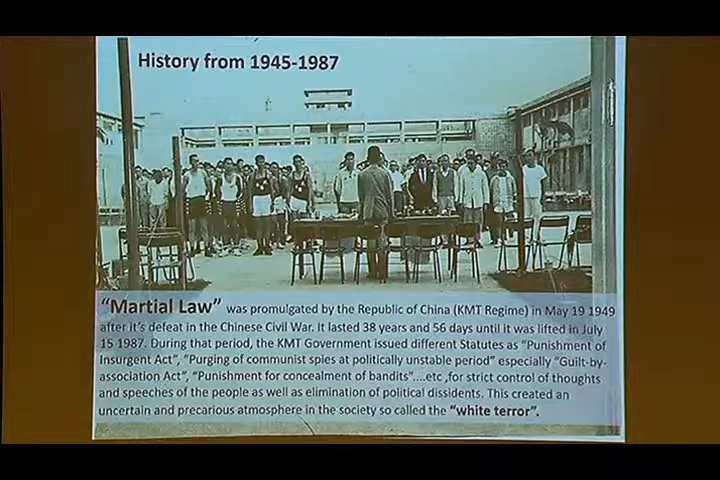 History from 1945-1987
“Martial Law” was promulgated by the Republic of China (KMT Regime) in May 19 1949
after it’s defeat in the Chinese Civil War. It lasted 38 years and 56 days until it was lifted in July
15 1987. During that period, the KMT Government issued different Statutes as “Punishment of
Insurgent Act”, “Purging of communist spies at politically unstable period” especially “Guilt-by-
association Act”, “Punishment for concealment of bandits”....etc ,for strict control of thoughts
and speeches of the people as well as elimination of political dissidents. This created an
uncertain and precarious atmosphere in the society so called the “white terror”.